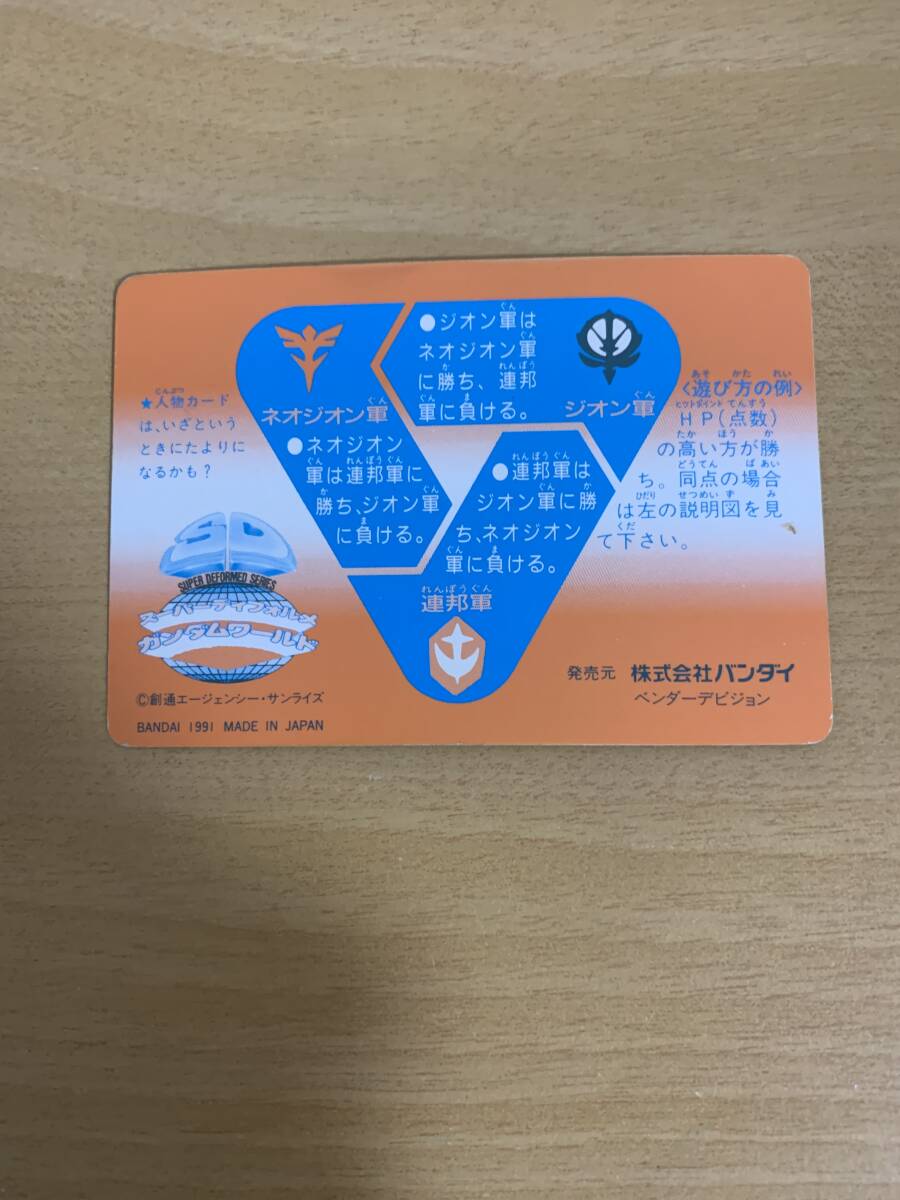 ●ジオン軍は
ネオジオン軍
に勝ち、連邦
軍に負ける。
ネオジオン軍
●ネオジオン
軍は連邦軍に
勝ち、ジオン軍
に負ける。
ジオン軍
●連邦軍は
ジオン軍に勝
ち、ネオジオン
軍に負ける。
連邦軍
★人物カード
は、いざという
ときにたよりに
なるかも?
〈遊び方の例〉
HP(点数)
の高い方が勝
ち。同点の場合
は左の説明図を見
て下さい。
SD
SUPER DEFORMED SERIES
スーパーディフォルメ
ガンダムワールド
©創通エージェンシー・サンライズ
BANDAI 1991 MADE IN JAPAN
発売元 株式会社バンダイ
ベンダーデビジョン